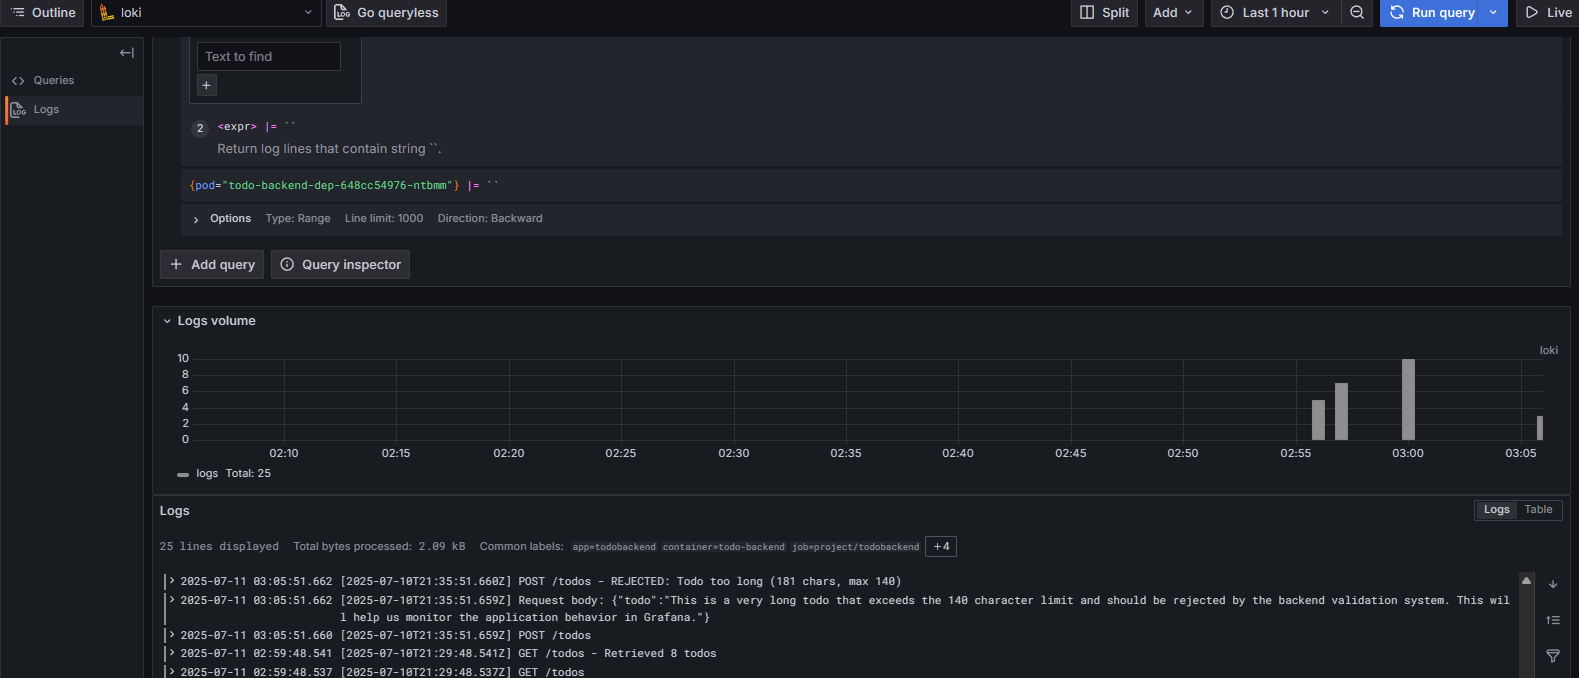 Outline loki Go queryless Split Add Last 1 hour Run query Live
Queries
Logs
Text to find
+
2 <expr> |= ``
Return log lines that contain string ``.
{pod="todo-backend-dep-648cc54976-ntbmm"} |= ``
Options Type: Range Line limit: 1000 Direction: Backward
+ Add query Query inspector
Logs volume
loki
10
8
6
4
2
0
02:10 02:15 02:20 02:25 02:30 02:35 02:40 02:45 02:50 02:55 03:00 03:05
logs Total: 25
Logs
Logs Table
25 lines displayed Total bytes processed: 2.09 kB Common labels: app=todobackend container=todo-backend job=project/todobackend +4
2025-07-11 03:05:51.662 [2025-07-10T21:35:51.660Z] POST /todos - REJECTED: Todo too long (181 chars, max 140)
2025-07-11 03:05:51.662 [2025-07-10T21:35:51.659Z] Request body: {"todo":"This is a very long todo that exceeds the 140 character limit and should be rejected by the backend validation system. This wil
l help us monitor the application behavior in Grafana."}
2025-07-11 03:05:51.660 [2025-07-10T21:35:51.659Z] POST /todos
2025-07-11 02:59:48.541 [2025-07-10T21:29:48.541Z] GET /todos - Retrieved 8 todos
2025-07-11 02:59:48.537 [2025-07-10T21:29:48.537Z] GET /todos